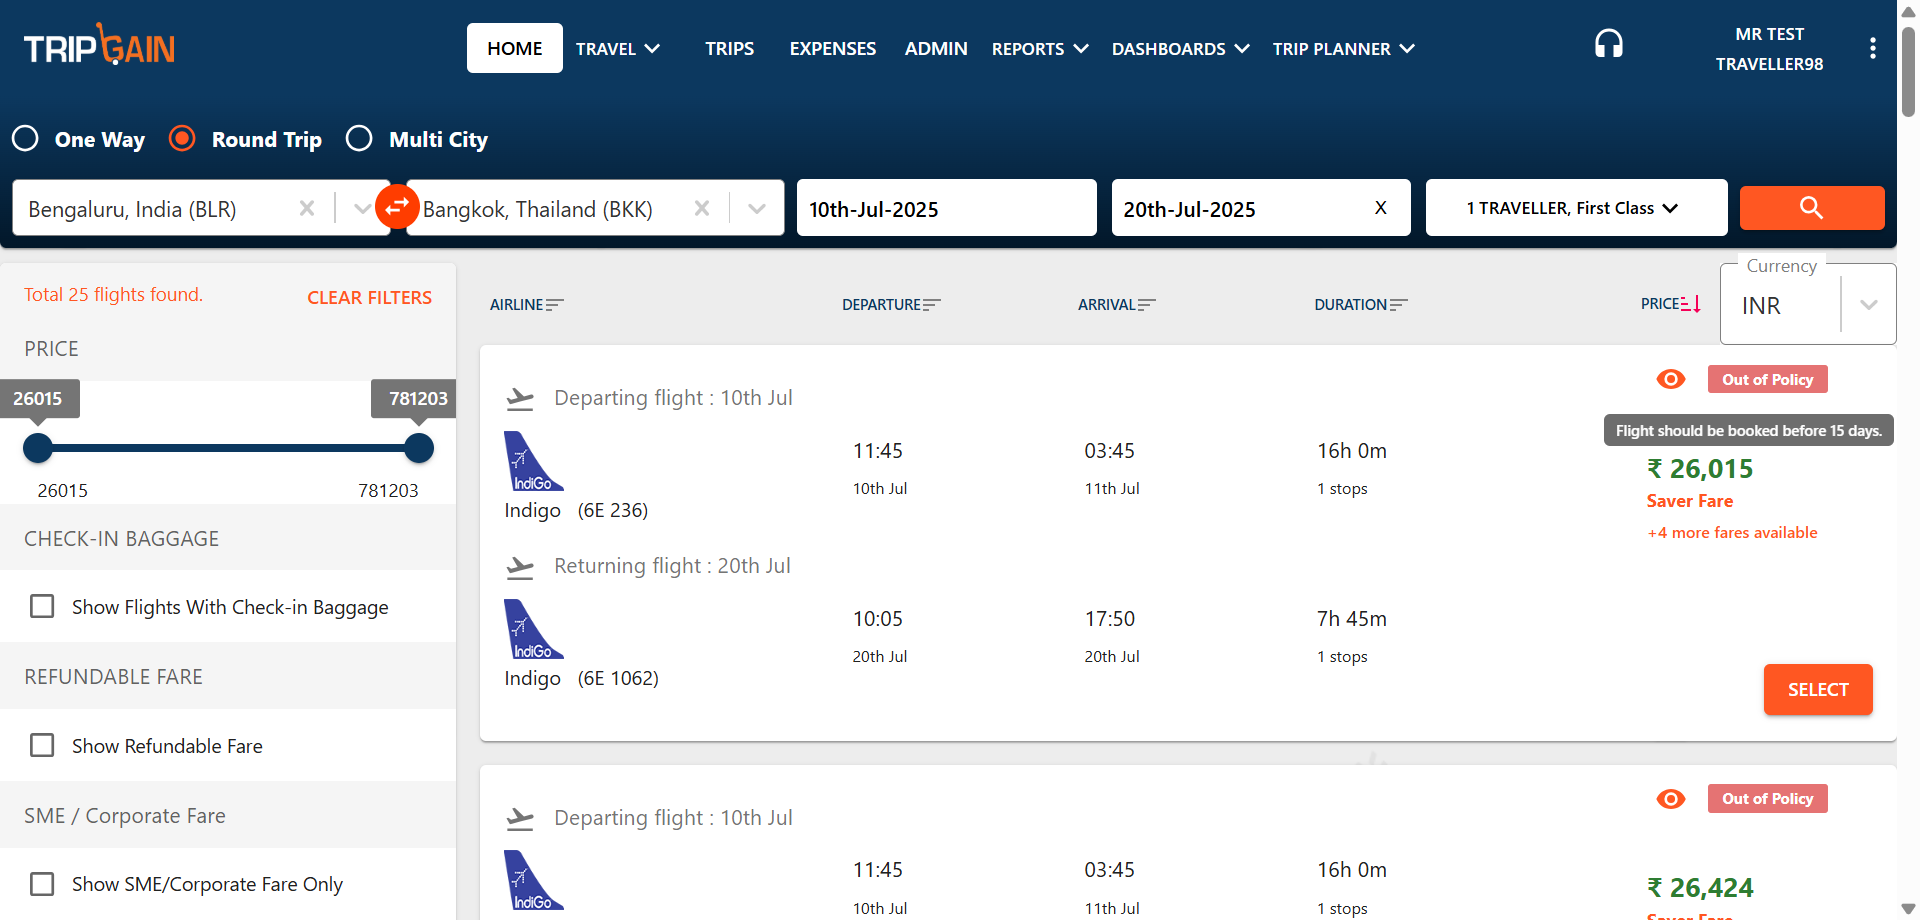 TRIPGAIN
HOME TRAVEL TRIPS EXPENSES ADMIN REPORTS DASHBOARDS TRIP PLANNER
MR TEST
TRAVELLER98
One Way Round Trip Multi City
Bengaluru, India (BLR) Bangkok, Thailand (BKK) 10th-Jul-2025 20th-Jul-2025 X 1 TRAVELLER, First Class
Total 25 flights found. CLEAR FILTERS
PRICE
26015 781203
26015 781203
CHECK-IN BAGGAGE
Show Flights With Check-in Baggage
REFUNDABLE FARE
Show Refundable Fare
SME / Corporate Fare
Show SME/Corporate Fare Only
AIRLINE DEPARTURE ARRIVAL DURATION PRICE
Currency
INR
Departing flight : 10th Jul
Out of Policy
Flight should be booked before 15 days.
IndiGo
11:45 03:45 16h 0m
10th Jul 11th Jul 1 stops
Indigo (6E 236)
₹ 26,015
Saver Fare
+4 more fares available
Returning flight : 20th Jul
IndiGo
10:05 17:50 7h 45m
20th Jul 20th Jul 1 stops
Indigo (6E 1062)
SELECT
Departing flight : 10th Jul
Out of Policy
IndiGo
11:45 03:45 16h 0m
10th Jul 11th Jul 1 stops
₹ 26,424
Saver Fare